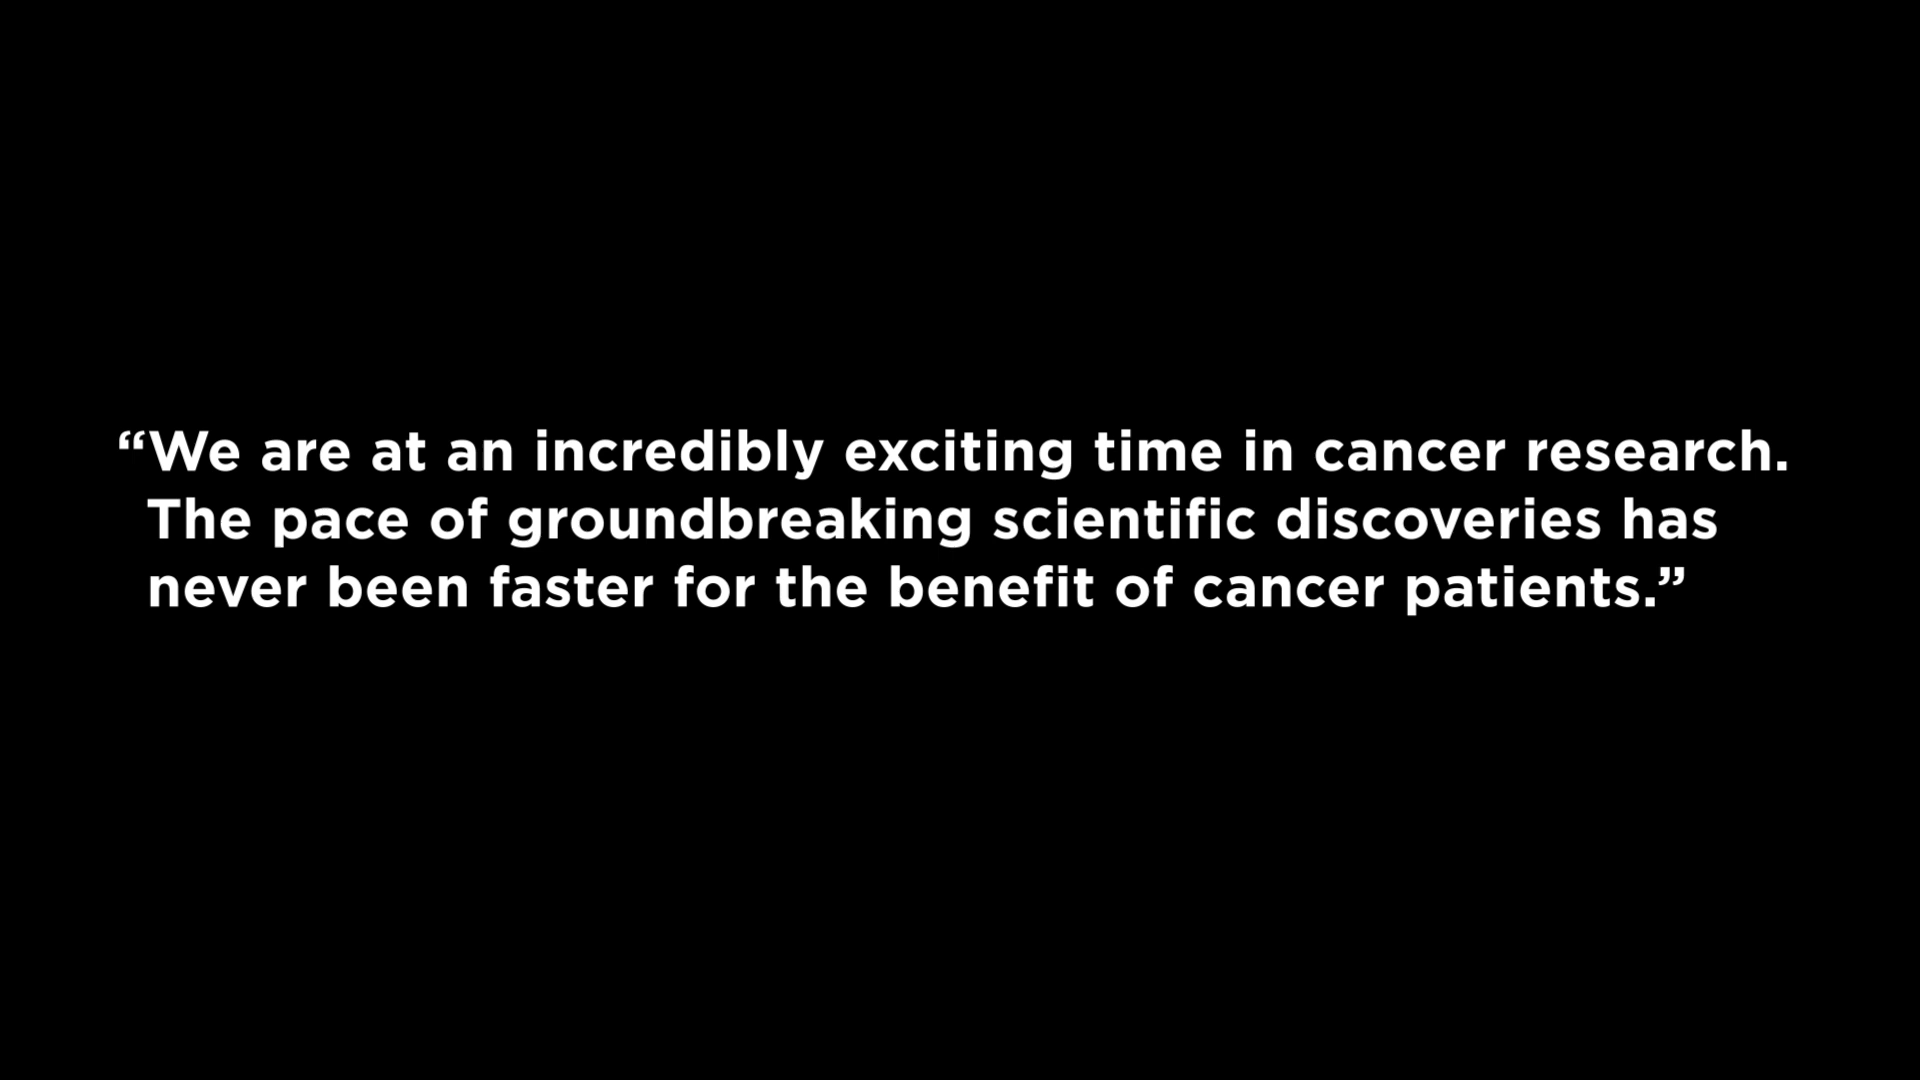 “We are at an incredibly exciting time in cancer research.
The pace of groundbreaking scientific discoveries has
never been faster for the benefit of cancer patients.”